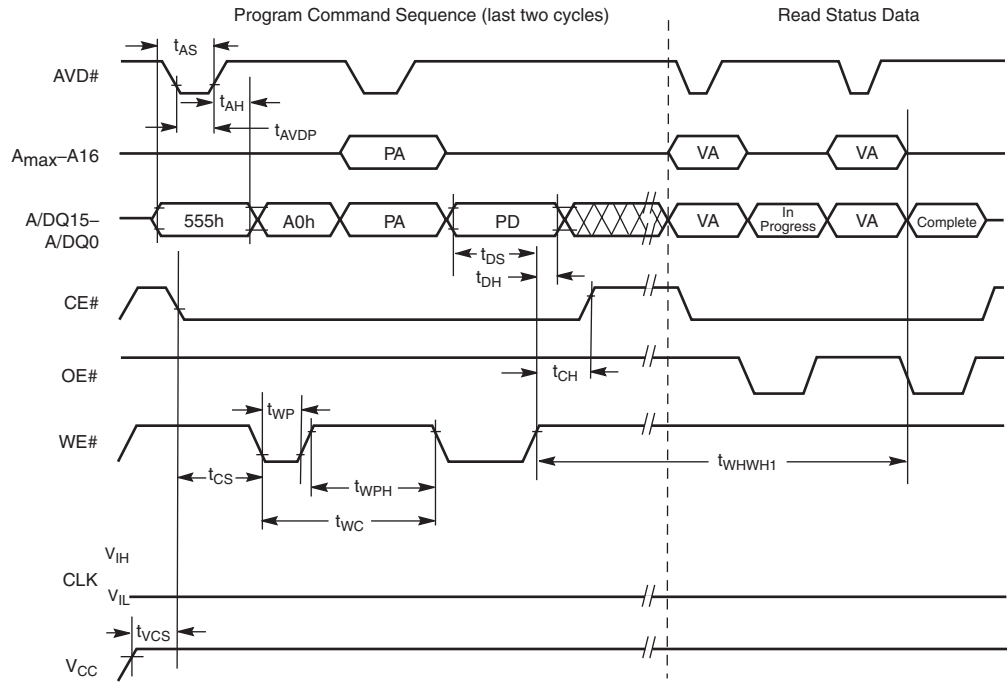 Program Command Sequence (last two cycles)
Read Status Data
tAS
AVD#
tAH
tAVDP
Amax–A16
PA
VA
VA
A/DQ15–
A/DQ0
555h
A0h
PA
PD
VA
In
Progress
VA
Complete
tDS
tDH
CE#
OE#
tCH
tWP
WE#
tCS
tWPH
tWHWH1
tWC
VIH
CLK
VIL
tVCS
VCC